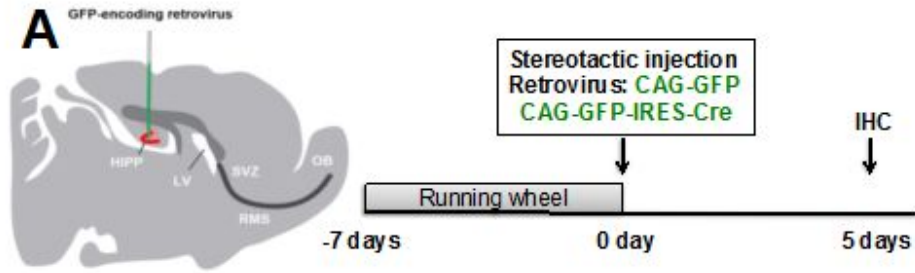 A
GFP-encoding retrovirus
HIPP
LV
SVZ
OB
RMS
Stereotactic injection
Retrovirus: CAG-GFP
CAG-GFP-IRES-Cre
IHC
Running wheel
-7 days
0 day
5 days